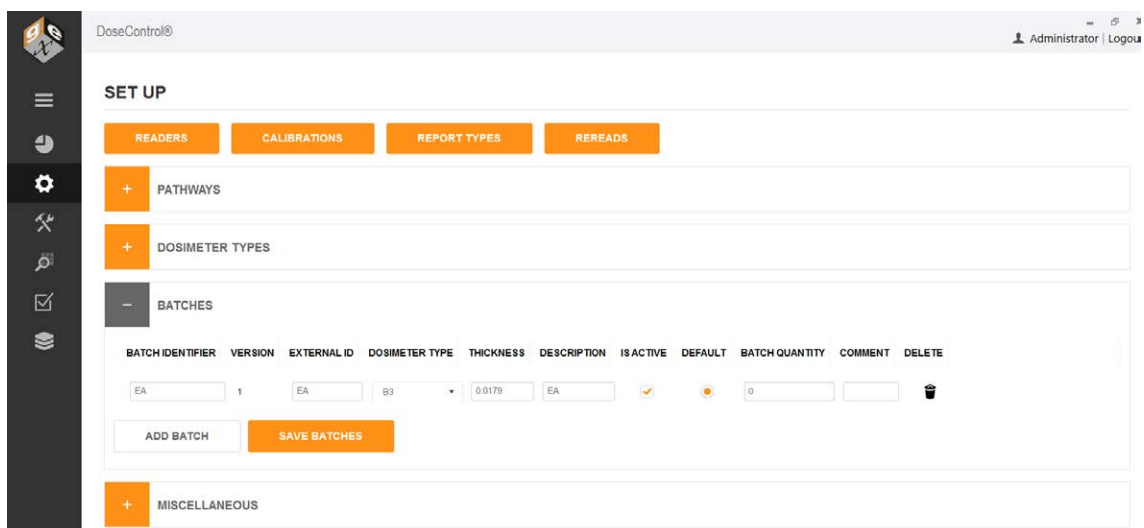 gex
DoseControl®
Administrator | Logou
SET UP
READERS CALIBRATIONS REPORT TYPES REREADS
+ PATHWAYS
+ DOSIMETER TYPES
− BATCHES
BATCH IDENTIFIER VERSION EXTERNAL ID DOSIMETER TYPE THICKNESS DESCRIPTION IS ACTIVE DEFAULT BATCH QUANTITY COMMENT DELETE
EA 1 EA B3 0.0179 EA 0
ADD BATCH SAVE BATCHES
+ MISCELLANEOUS